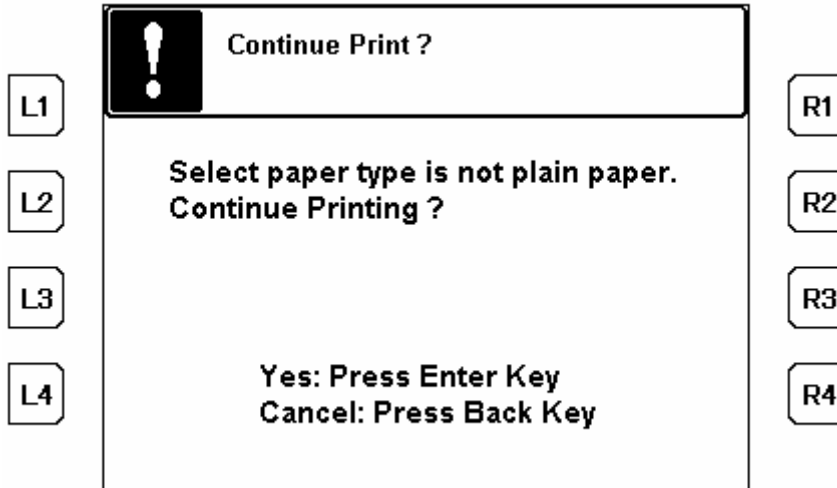 Continue Print ?
L1
R1
Select paper type is not plain paper.
L2
Continue Printing ?
R2
L3
R3
Yes: Press Enter Key
L4
Cancel: Press Back Key
R4